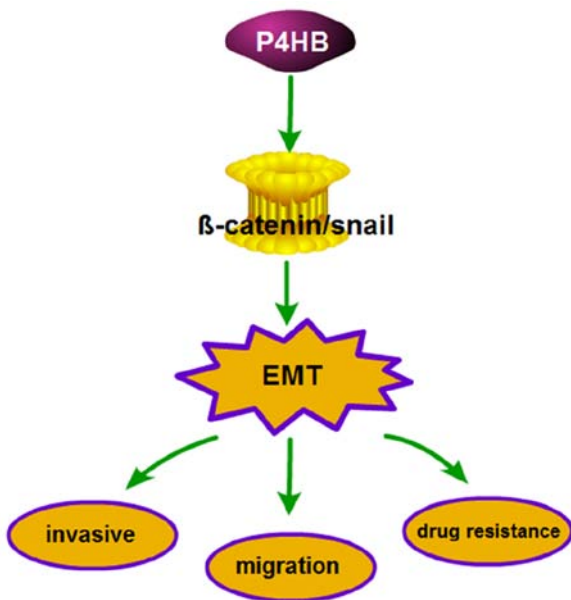 P4HB
ß-catenin/snail
EMT
invasive
migration
drug resistance